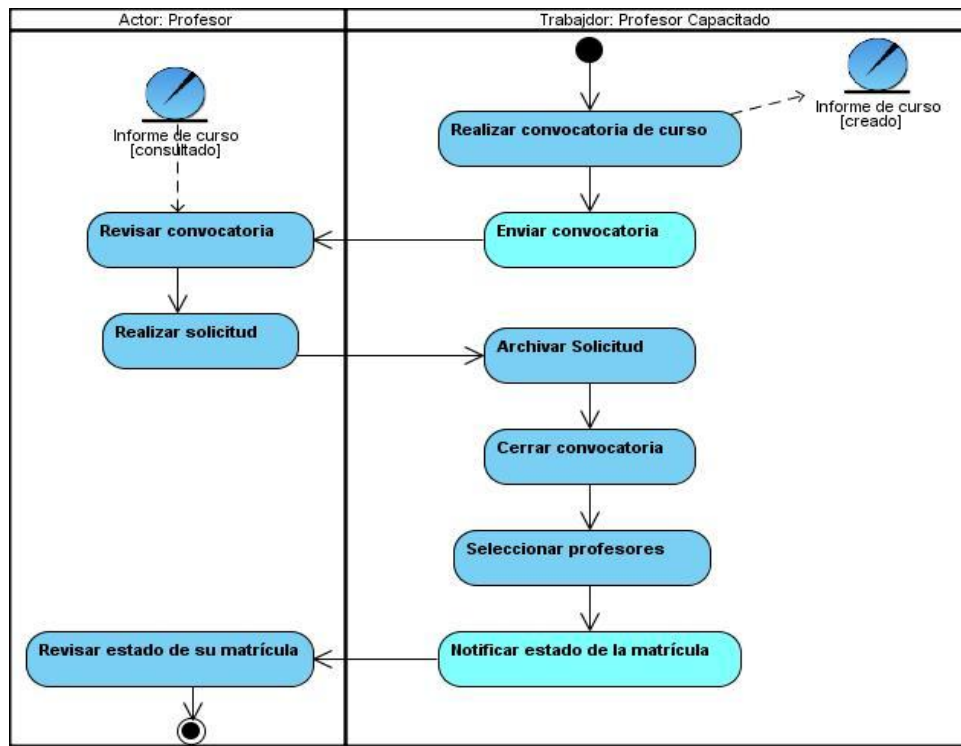 Actor: Profesor
Trabajdor: Profesor Capacitado
Informe de curso
[consultado]
Informe de curso
[creado]
Realizar convocatoria de curso
Revisar convocatoria
Enviar convocatoria
Realizar solicitud
Archivar Solicitud
Cerrar convocatoria
Seleccionar profesores
Revisar estado de su matrícula
Notificar estado de la matrícula